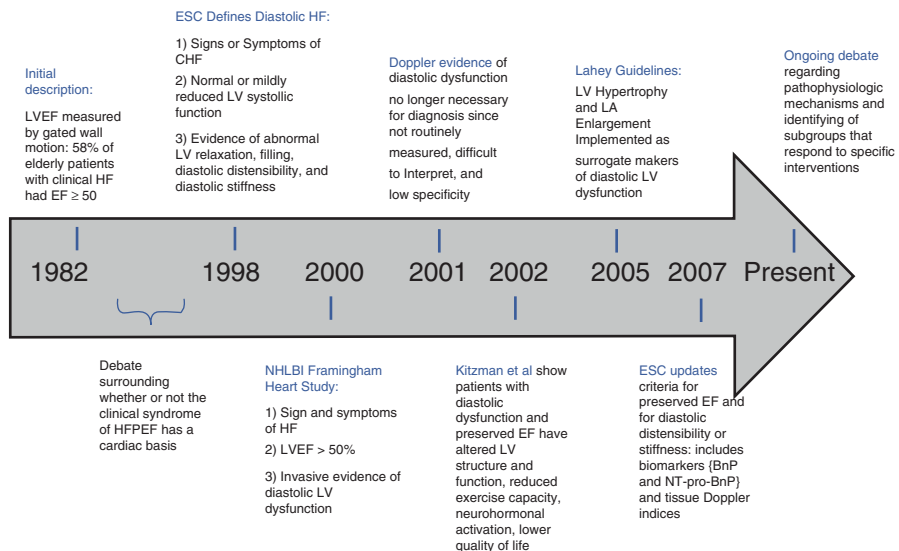 Initial
description:
LVEF measured
by gated wall
motion: 58% of
elderly patients
with clinical HF
had EF ≥ 50
ESC Defines Diastolic HF:
1) Signs or Symptoms of
CHF
2) Normal or mildly
reduced LV systollic
function
3) Evidence of abnormal
LV relaxation, filling,
diastolic distensibility, and
diastolic stiffness
Doppler evidence of
diastolic dysfunction
no longer necessary
for diagnosis since
not routinely
measured, difficult
to Interpret, and
low specificity
Lahey Guidelines:
LV Hypertrophy
and LA
Enlargement
Implemented as
surrogate makers
of diastolic LV
dysfunction
Ongoing debate
regarding
pathophysiologic
mechanisms and
identifying of
subgroups that
respond to specific
interventions
1982 1998 2000 2001 2002 2005 2007 Present
Debate
surrounding
whether or not the
clinical syndrome
of HFPEF has a
cardiac basis
NHLBI Framingham
Heart Study:
1) Sign and symptoms
of HF
2) LVEF > 50%
3) Invasive evidence of
diastolic LV
dysfunction
Kitzman et al show
patients with
diastolic
dysfunction and
preserved EF have
altered LV
structure and
function, reduced
exercise capacity,
neurohormonal
activation, lower
quality of life
ESC updates
criteria for
preserved EF and
for diastolic
distensibility or
stiffness: includes
biomarkers {BnP
and NT-pro-BnP}
and tissue Doppler
indices